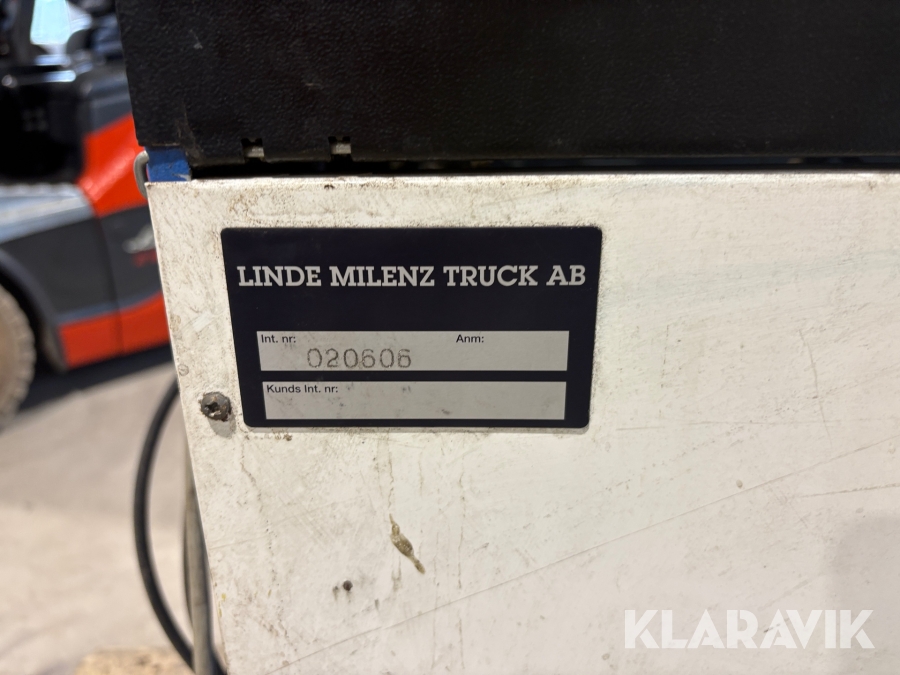 LINDE MILENZ TRUCK AB
Int. nr: Anm:
020606
Kunds Int. nr:
KLARAVIK